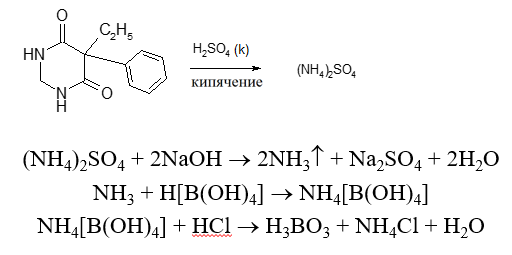 O
C₂H₅
HN
N
H
O
H₂SO₄ (k)
кипячение
(NH₄)₂SO₄
(NH₄)₂SO₄ + 2NaOH → 2NH₃↑ + Na₂SO₄ + 2H₂O
NH₃ + H[B(OH)₄] → NH₄[B(OH)₄]
NH₄[B(OH)₄] + HCl → H₃BO₃ + NH₄Cl + H₂O